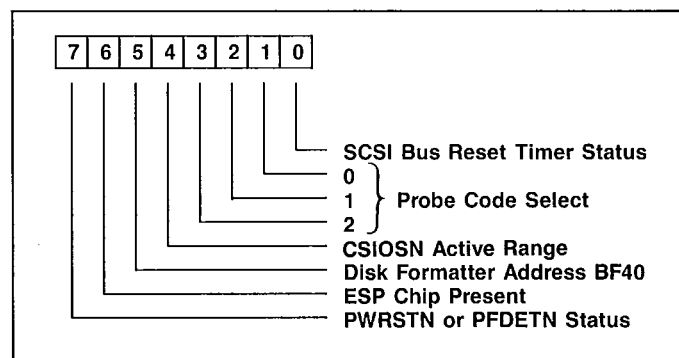 7 6 5 4 3 2 1 0
SCSI Bus Reset Timer Status
0
1 Probe Code Select
2
CSIOSN Active Range
Disk Formatter Address BF40
ESP Chip Present
PWRSTN or PFDETN Status